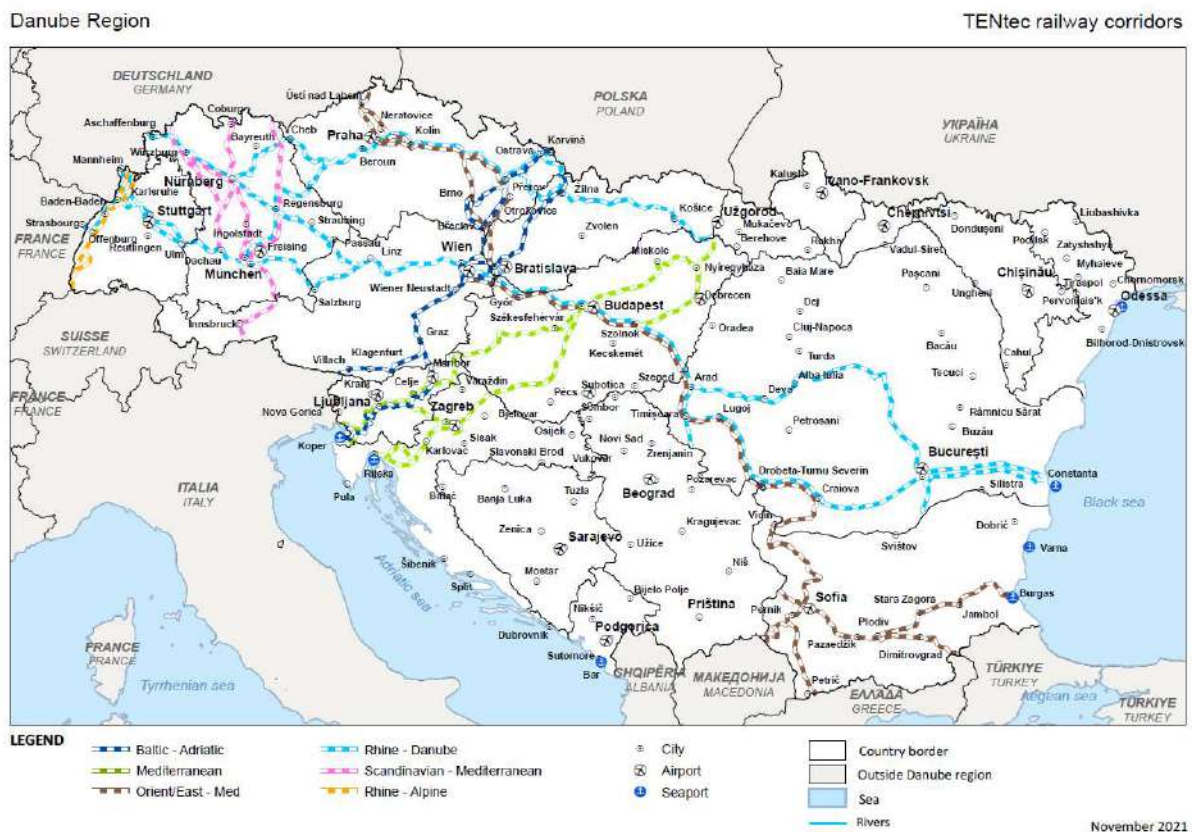 Danube Region
TENtec railway corridors
DEUTSCHLAND
GERMANY
POLSKA
POLAND
УКРАЇНА
UKRAINE
Ústí nad Labem
Coburg
Neratovice
Aschaffenburg
Cheb
Praha
Kolín
Bayreuth
Karviná
Ostrava
Würzburg
Beroun
Mannheim
Kalush
Ivano-Frankovsk
Nürnberg
Přerov
Žilina
Karlsruhe
Brno
Otrokovice
Košice
Užgorod
Chernivtsi
Liubashivka
Baden-Baden
Regensburg
Stuttgart
Dondușeni
Strasbourg
Straubing
Břeclav
Zvolen
Mukačevo
Podilsk
Offenburg
Ingolstadt
Berehove
Zatyshshya
FRANCE
FRANCE
Reutlingen
Passau
Linz
Wien
Rakhiv
Vadul-Siret
Ulm
Freising
Miskolc
Chișinău
Myhaieve
Dachau
Bratislava
Nyíregyháza
Baia Mare
Pașcani
Tiraspol
Chornomorsk
Munchen
Wiener Neustadt
Ungheni
Pervomais'k
Odessa
Salzburg
Győr
Budapest
Debrecen
Dej
Székesfehérvár
Innsbruck
Szolnok
Oradea
Cluj-Napoca
Bilhorod-Dnistrovsk
SUISSE
SWITZERLAND
Graz
Kecskemét
Bacău
Cahul
Klagenfurt
Turda
Villach
Maribor
Szeged
Arad
Alba Iulia
Tecuci
Kranj
Celje
Varaždin
Subotica
Deva
FRANCE
FRANCE
Ljubljana
Pécs
Zagreb
Sombor
Timișoara
Lugoj
Râmnicu Sărat
Nova Gorica
Bjelovar
Petroșani
Buzău
Koper
Sisak
Osijek
Novi Sad
Karlovac
Slavonski Brod
Vukovar
Zrenjanin
București
Rijeka
Drobeta-Turnu Severin
Constanta
ITALIA
ITALY
Pula
Bihać
Banja Luka
Tuzla
Beograd
Požarevac
Craiova
Silistra
Black sea
Zenica
Kragujevac
Vidin
Dobrič
Sarajevo
Užice
Svištov
Varna
Adriatic sea
Šibenik
Mostar
Niš
Split
Bijelo Polje
Burgas
Nikšić
Priština
Sofia
Stara Zagora
Pernik
Jambol
Dubrovnik
Podgorica
Plodiv
Pazaedžik
Dimitrovgrad
FRANCE
FRANCE
Sutomore
Bar
SHQIPËRIA
ALBANIA
МАКЕДОНИЈА
MACEDONIA
Petrič
ΕΛΛΑΔΑ
GREECE
TÜRKIYE
TURKEY
Tyrrhenian sea
Aegean sea
TÜRKIYE
TURKEY
LEGEND
Baltic - Adriatic
Rhine - Danube
City
Country border
Mediterranean
Scandinavian - Mediterranean
Airport
Outside Danube region
Orient/East - Med
Rhine - Alpine
Seaport
Sea
Rivers
November 2021